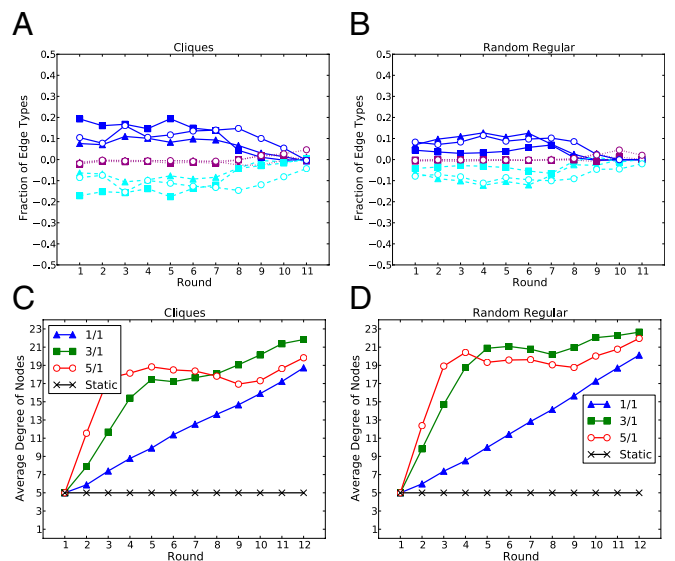 A
Cliques
Fraction of Edge Types
0.5
0.4
0.3
0.2
0.1
0.0
−0.1
−0.2
−0.3
−0.4
−0.5
1 2 3 4 5 6 7 8 9 10 11
Round
B
Random Regular
Fraction of Edge Types
0.5
0.4
0.3
0.2
0.1
0.0
−0.1
−0.2
−0.3
−0.4
−0.5
1 2 3 4 5 6 7 8 9 10 11
Round
C
Cliques
Average Degree of Nodes
23
21
19
17
15
13
11
9
7
5
3
1
1/1
3/1
5/1
Static
1 2 3 4 5 6 7 8 9 10 11 12
Round
D
Random Regular
Average Degree of Nodes
23
21
19
17
15
13
11
9
7
5
3
1
1/1
3/1
5/1
Static
1 2 3 4 5 6 7 8 9 10 11 12
Round